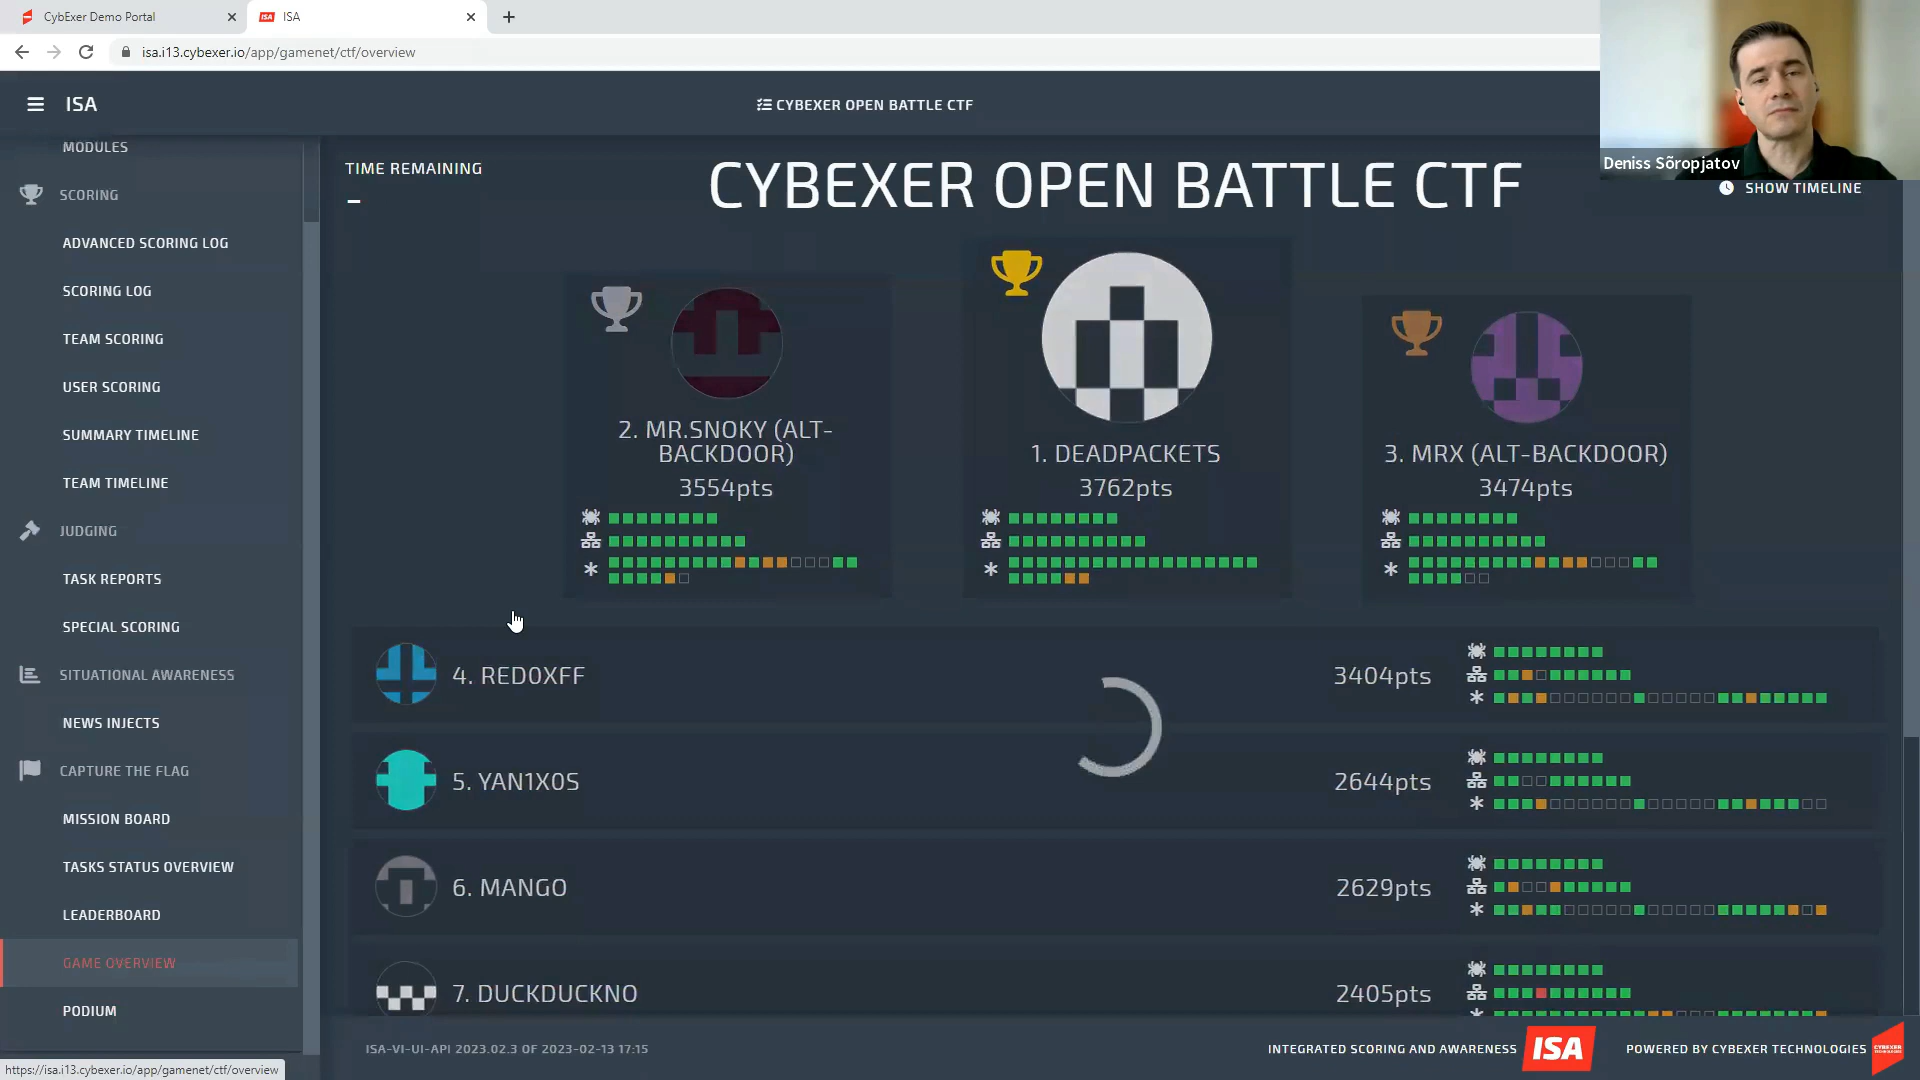 CybExer Demo Portal
ISA
ISA
isa.i13.cybexer.io/app/gamenet/ctf/overview
ISA
CYBEXER OPEN BATTLE CTF
Deniss Sõropjatov
MODULES
SCORING
ADVANCED SCORING LOG
SCORING LOG
TEAM SCORING
USER SCORING
SUMMARY TIMELINE
TEAM TIMELINE
JUDGING
TASK REPORTS
SPECIAL SCORING
SITUATIONAL AWARENESS
NEWS INJECTS
CAPTURE THE FLAG
MISSION BOARD
TASKS STATUS OVERVIEW
LEADERBOARD
GAME OVERVIEW
PODIUM
TIME REMAINING
–
CYBEXER OPEN BATTLE CTF
SHOW TIMELINE
2. MR.SNOKY (ALT-
BACKDOOR)
3554pts
1. DEADPACKETS
3762pts
3. MRX (ALT-BACKDOOR)
3474pts
4. RED0XFF
3404pts
5. YAN1X0S
2644pts
6. MANGO
2629pts
7. DUCKDUCKNO
2405pts
ISA-VI-UI-API 2023.02.3 OF 2023-02-13 17:15
INTEGRATED SCORING AND AWARENESS
ISA
POWERED BY CYBEXER TECHNOLOGIES
https://isa.i13.cybexer.io/app/gamenet/ctf/overview